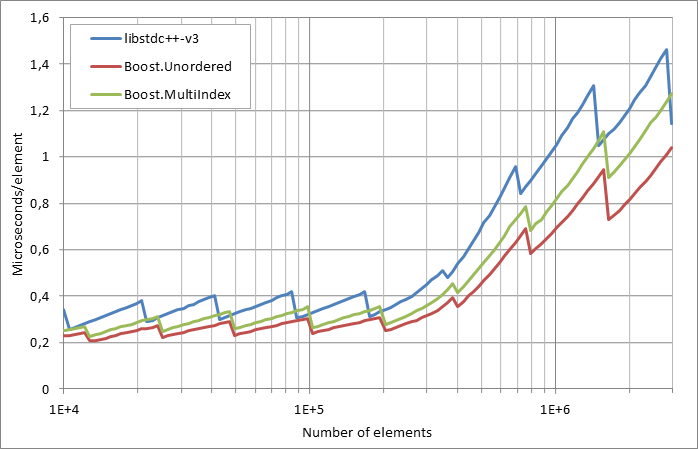 1,6
1,4
1,2
1
0,8
0,6
0,4
0,2
0
Microseconds/element
libstdc++-v3
Boost.Unordered
Boost.MultiIndex
1E+4
1E+5
1E+6
Number of elements